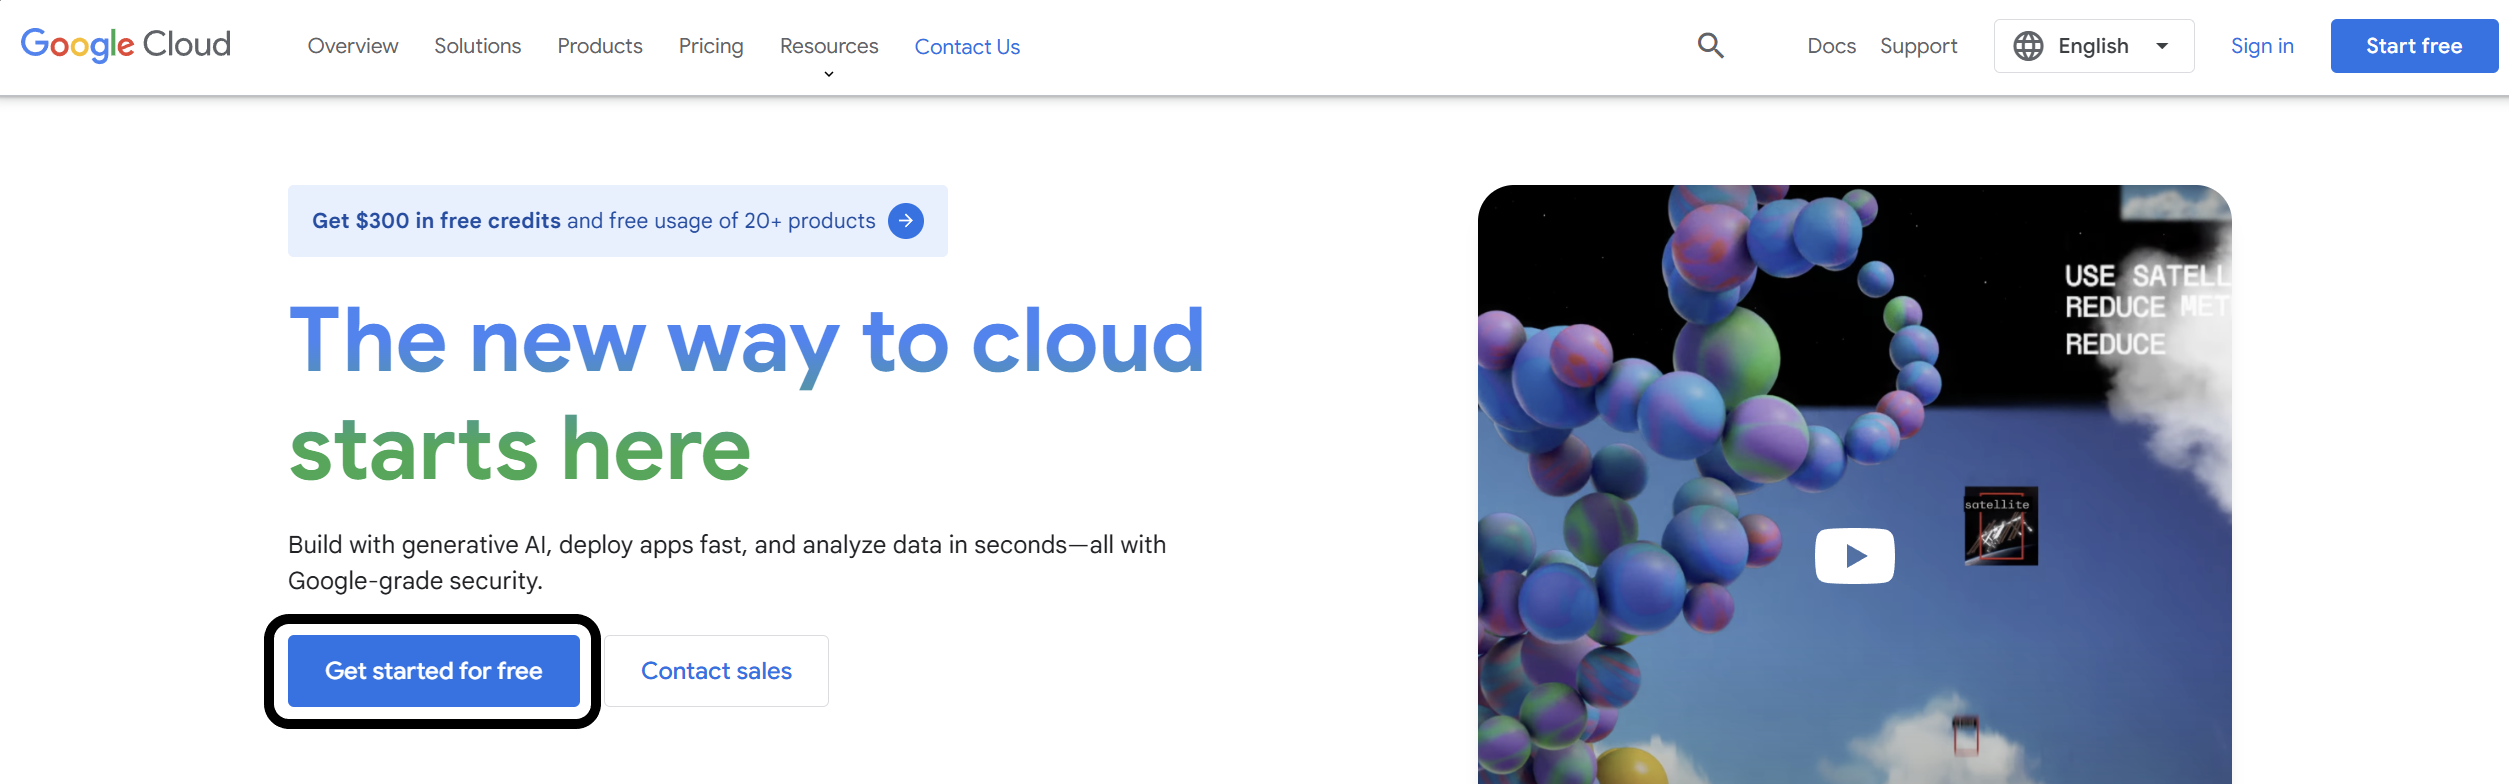 Google Cloud
Overview
Solutions
Products
Pricing
Resources
Contact Us
Docs
Support
English
Sign in
Start free
Get $300 in free credits and free usage of 20+ products
The new way to cloud
starts here
Build with generative AI, deploy apps fast, and analyze data in seconds—all with
Google-grade security.
Get started for free
Contact sales
USE SATELL
REDUCE MET
REDUCE
satellite